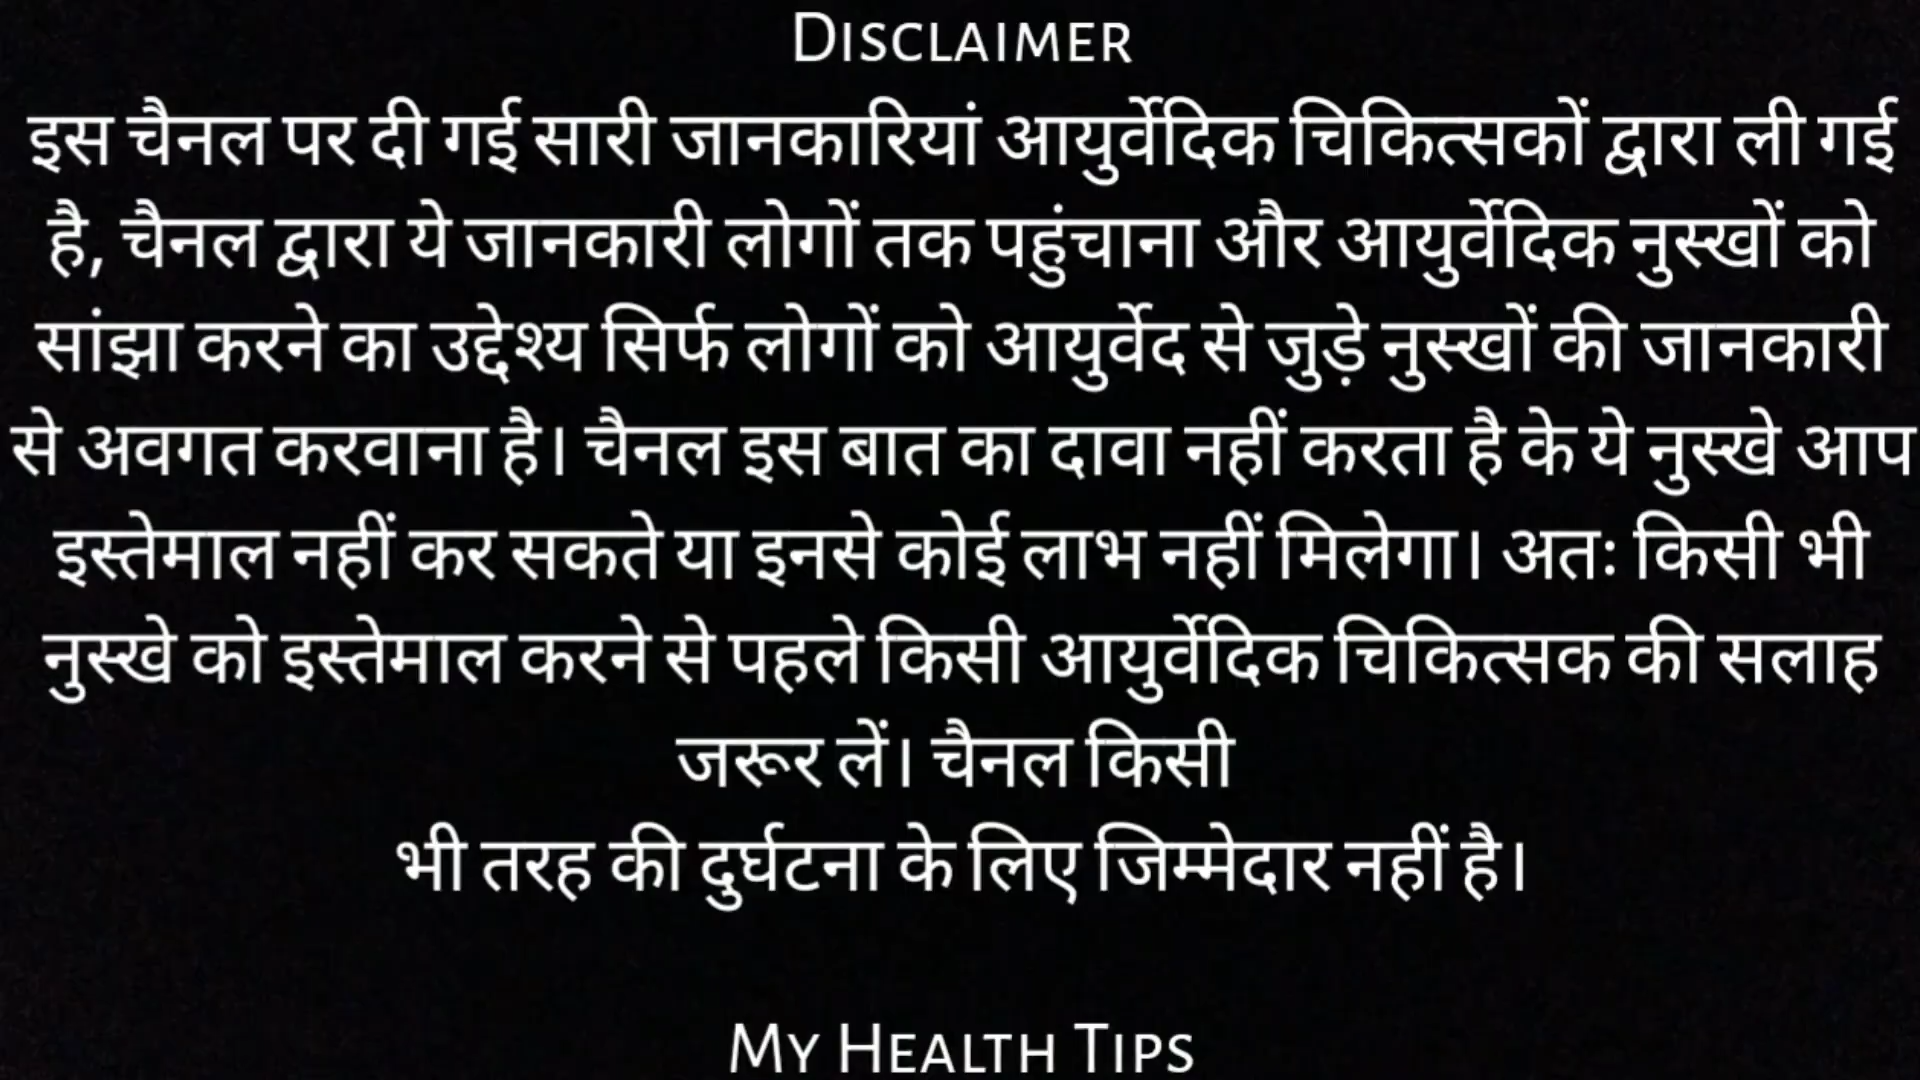 Disclaimer
इस चैनल पर दी गई सारी जानकारियां आयुर्वेदिक चिकित्सकों द्वारा ली गई
है, चैनल द्वारा ये जानकारी लोगों तक पहुंचाना और आयुर्वेदिक नुस्खों को
सांझा करने का उद्देश्य सिर्फ लोगों को आयुर्वेद से जुड़े नुस्खों की जानकारी
से अवगत करवाना है। चैनल इस बात का दावा नहीं करता है के ये नुस्खे आप
इस्तेमाल नहीं कर सकते या इनसे कोई लाभ नहीं मिलेगा। अतः किसी भी
नुस्खे को इस्तेमाल करने से पहले किसी आयुर्वेदिक चिकित्सक की सलाह
जरूर लें। चैनल किसी
भी तरह की दुर्घटना के लिए जिम्मेदार नहीं है।
My Health Tips